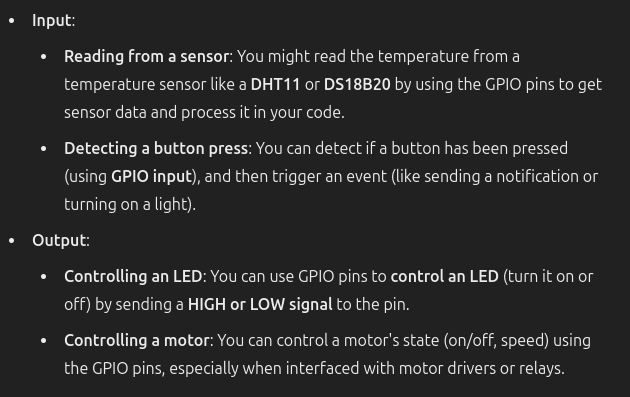 Input:
Reading from a sensor: You might read the temperature from a
temperature sensor like a DHT11 or DS18B20 by using the GPIO pins to get
sensor data and process it in your code.
Detecting a button press: You can detect if a button has been pressed
(using GPIO input), and then trigger an event (like sending a notification or
turning on a light).
Output:
Controlling an LED: You can use GPIO pins to control an LED (turn it on or
off) by sending a HIGH or LOW signal to the pin.
Controlling a motor: You can control a motor's state (on/off, speed) using
the GPIO pins, especially when interfaced with motor drivers or relays.